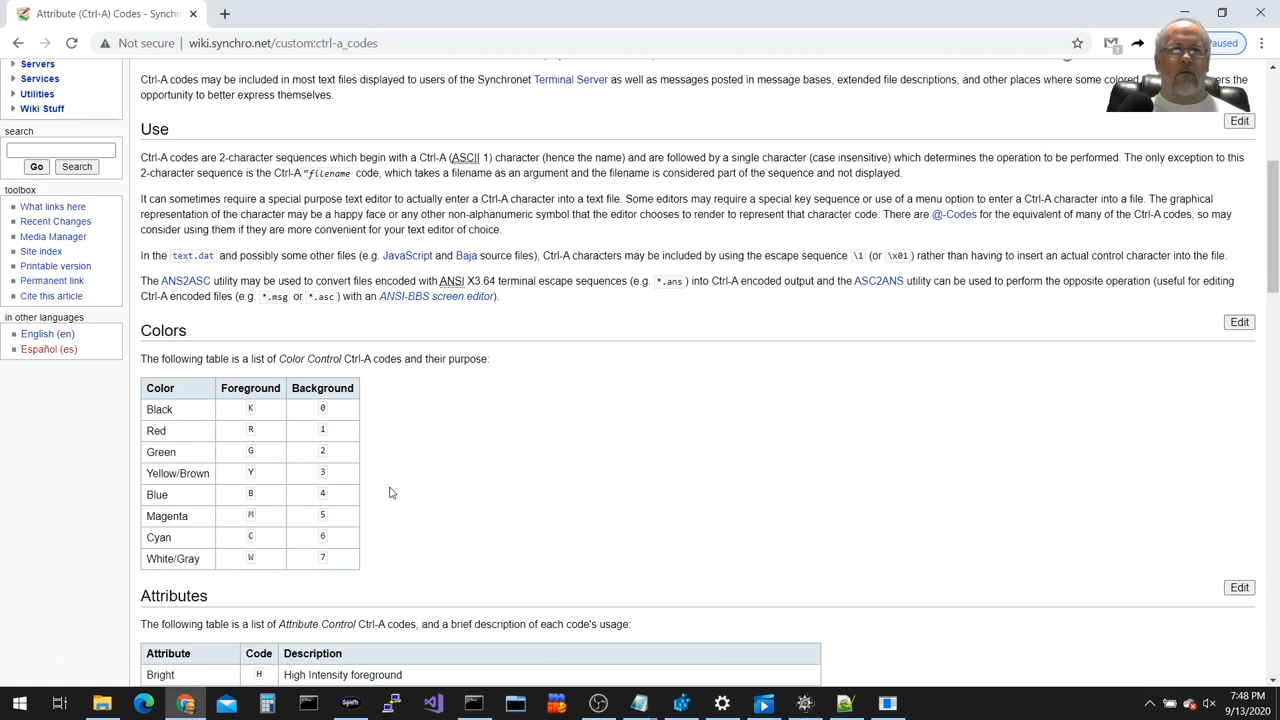 Attribute (Ctrl-A) Codes - Synchr
Not secure | wiki.synchro.net/custom:ctrl-a_codes
Paused
Servers
Services
Utilities
Wiki Stuff
search
Go Search
toolbox
What links here
Recent Changes
Media Manager
Site index
Printable version
Permanent link
Cite this article
in other languages
English (en)
Español (es)
Ctrl-A codes may be included in most text files displayed to users of the Synchronet Terminal Server as well as messages posted in message bases, extended file descriptions, and other places where some colored the
opportunity to better express themselves.
Use
Edit
Ctrl-A codes are 2-character sequences which begin with a Ctrl-A (ASCII 1) character (hence the name) and are followed by a single character (case insensitive) which determines the operation to be performed. The only exception to this
2-character sequence is the Ctrl-A "filename code, which takes a filename as an argument and the filename is considered part of the sequence and not displayed.
It can sometimes require a special purpose text editor to actually enter a Ctrl-A character into a text file. Some editors may require a special key sequence or use of a menu option to enter a Ctrl-A character into a file. The graphical
representation of the character may be a happy face or any other non-alphanumeric symbol that the editor chooses to render to represent that character code. There are @-Codes for the equivalent of many of the Ctrl-A codes, so may
consider using them if they are more convenient for your text editor of choice.
In the text.dat and possibly some other files (e.g. JavaScript and Baja source files), Ctrl-A characters may be included by using the escape sequence \1 (or \x01) rather than having to insert an actual control character into the file.
The ANS2ASC utility may be used to convert files encoded with ANSI X3.64 terminal escape sequences (e.g. *.ans) into Ctrl-A encoded output and the ASC2ANS utility can be used to perform the opposite operation (useful for editing
Ctrl-A encoded files (e.g. *.msg or *.asc) with an ANSI-BBS screen editor).
Colors
Edit
The following table is a list of Color Control Ctrl-A codes and their purpose:
Color Foreground Background
Black K 0
Red R 1
Green G 2
Yellow/Brown Y 3
Blue B 4
Magenta M 5
Cyan C 6
White/Gray W 7
Attributes
Edit
The following table is a list of Attribute Control Ctrl-A codes, and a brief description of each code's usage:
Attribute Code Description
Bright H High Intensity foreground
7:48 PM
9/13/2020